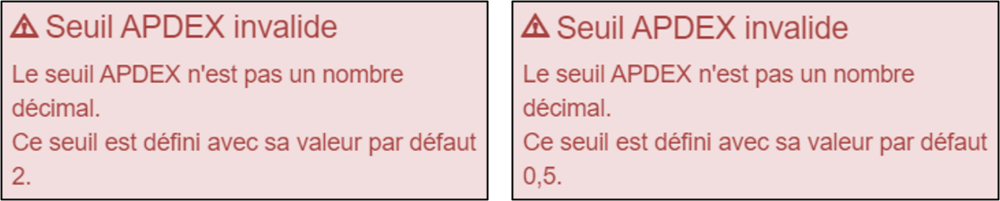 Seuil APDEX invalide
Le seuil APDEX n'est pas un nombre
décimal.
Ce seuil est défini avec sa valeur par défaut
2.
Seuil APDEX invalide
Le seuil APDEX n'est pas un nombre
décimal.
Ce seuil est défini avec sa valeur par défaut
0,5.